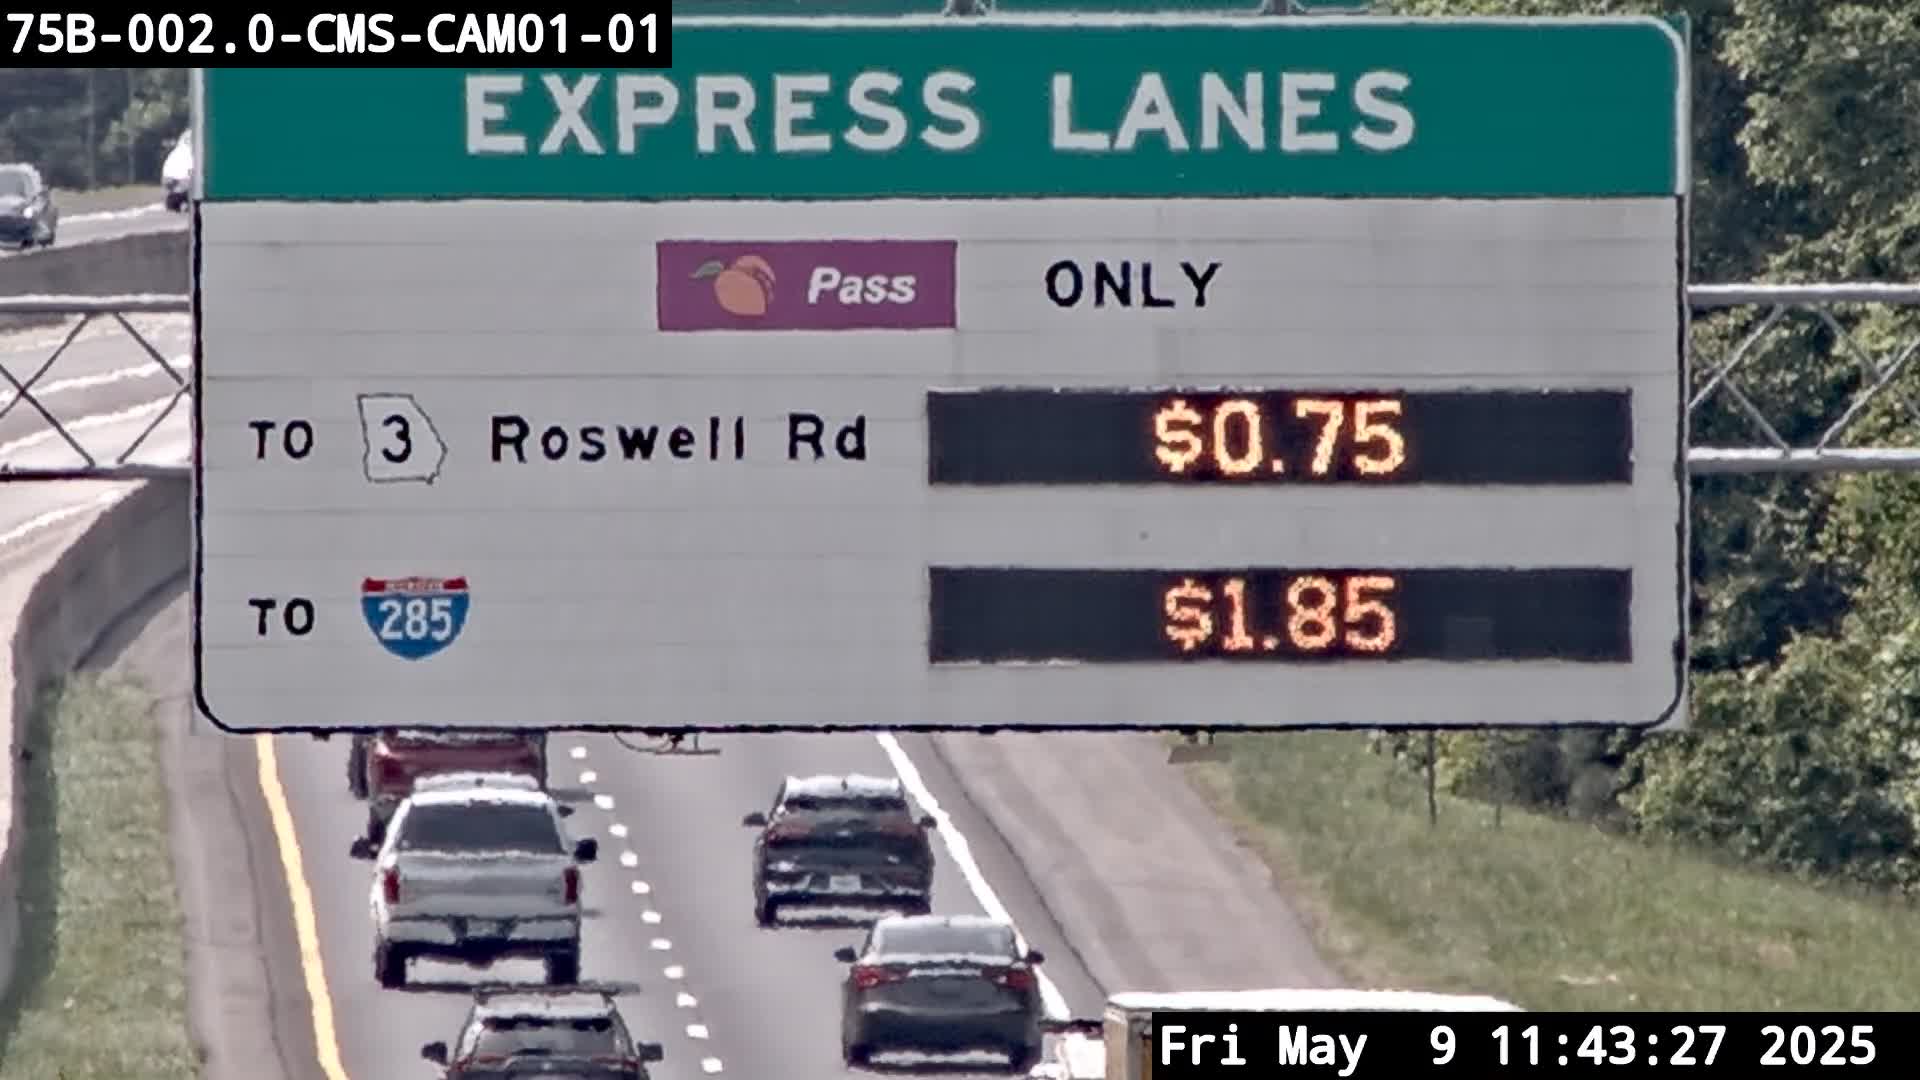 75B-002.0-CMS-CAM01-01
EXPRESS LANES
Pass ONLY
TO 3 Roswell Rd $0.75
TO 285 $1.85
Fri May 9 11:43:27 2025